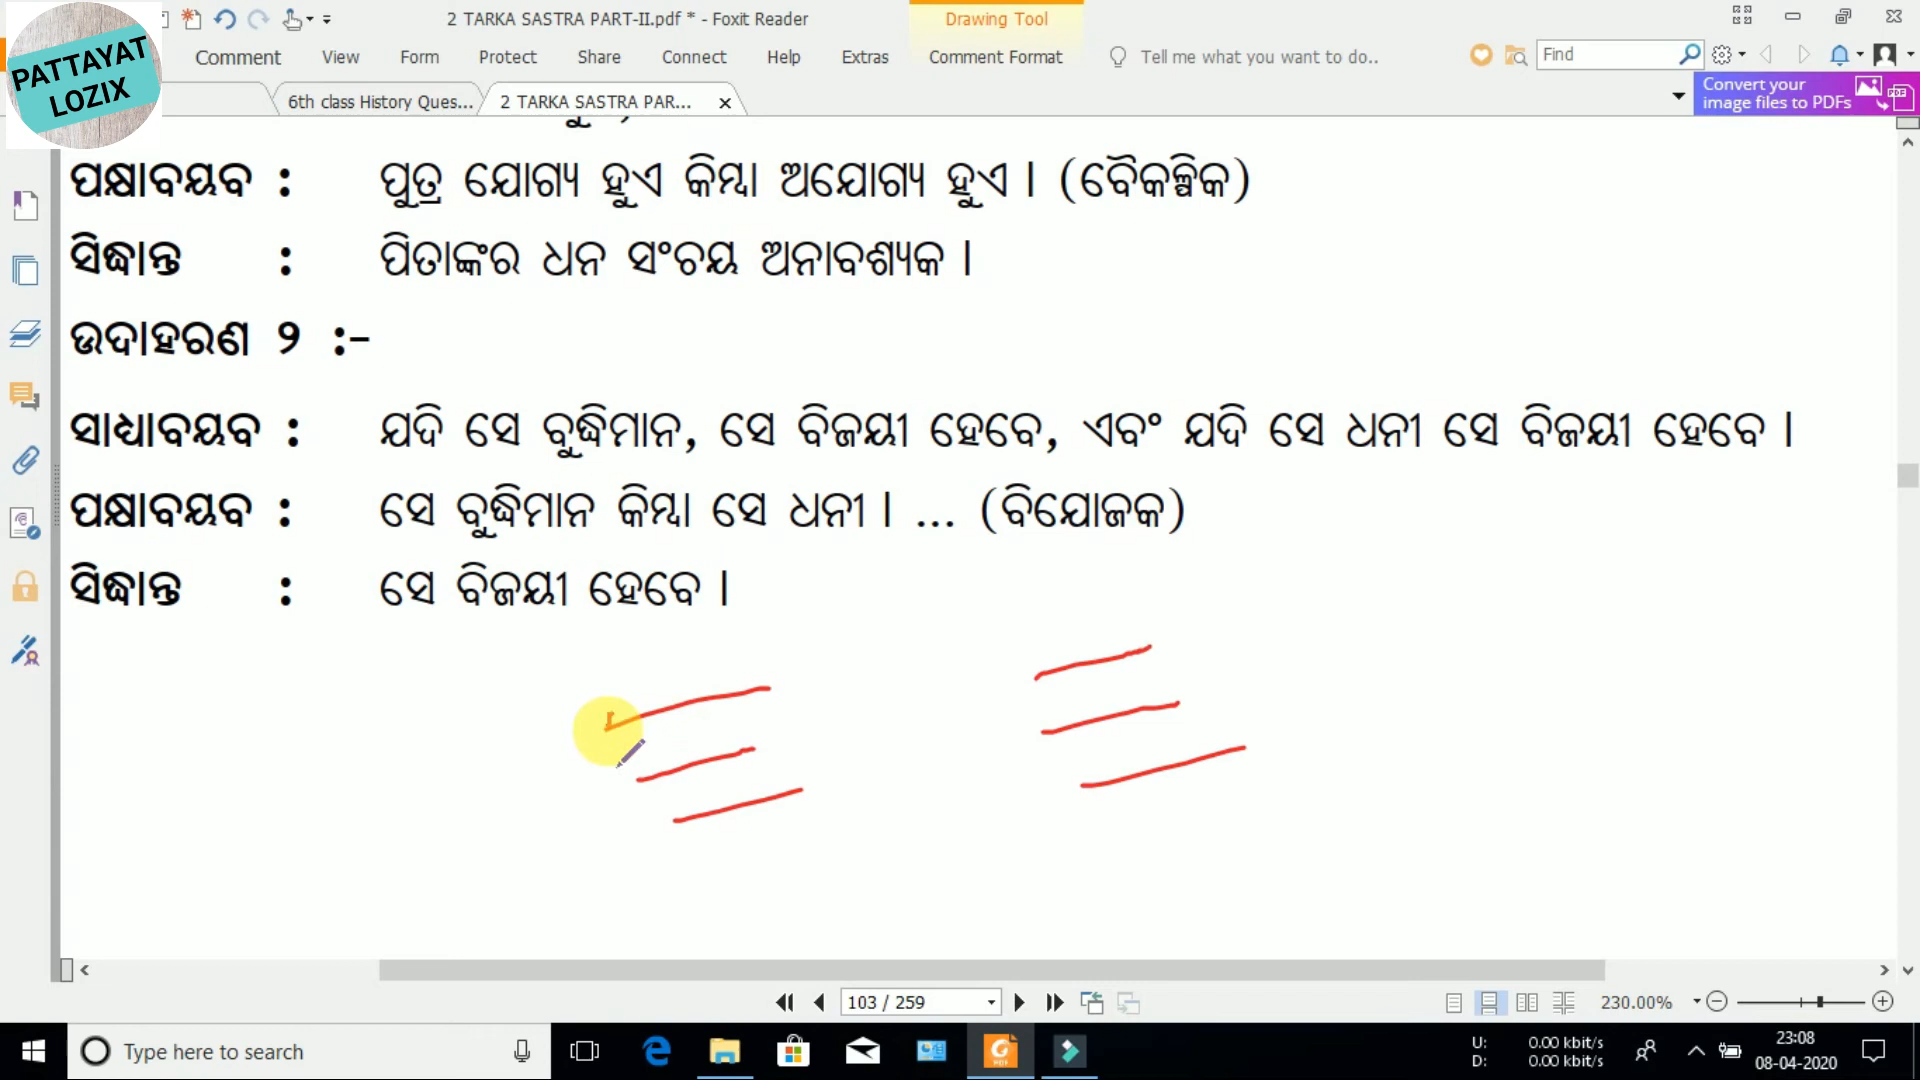 PATTAYAT
LOZIX
2 TARKA SASTRA PART-II.pdf * - Foxit Reader
Drawing Tool
Comment View Form Protect Share Connect Help Extras Comment Format Tell me what you want to do.. Find
6th class History Ques... 2 TARKA SASTRA PAR...
Convert your
image files to PDFs
ପକ୍ଷାବୟବ : ପୁତ୍ର ଯୋଗ୍ୟ ହୁଏ କିମ୍ବା ଅଯୋଗ୍ୟ ହୁଏ । (ବୈକଳ୍ପିକ)
ସିଦ୍ଧାନ୍ତ : ପିତାଙ୍କର ଧନ ସଂଚୟ ଅନାବଶ୍ୟକ ।
ଉଦାହରଣ ୨ :-
ସାଧ୍ୟାବୟବ : ଯଦି ସେ ବୁଦ୍ଧିମାନ, ସେ ବିଜୟୀ ହେବେ, ଏବଂ ଯଦି ସେ ଧନୀ ସେ ବିଜୟୀ ହେବେ ।
ପକ୍ଷାବୟବ : ସେ ବୁଦ୍ଧିମାନ କିମ୍ବା ସେ ଧନୀ । ... (ବିଯୋଜକ)
ସିଦ୍ଧାନ୍ତ : ସେ ବିଜୟୀ ହେବେ ।
103 / 259
230.00%
Type here to search
U: 0.00 kbit/s
D: 0.00 kbit/s
23:08
08-04-2020